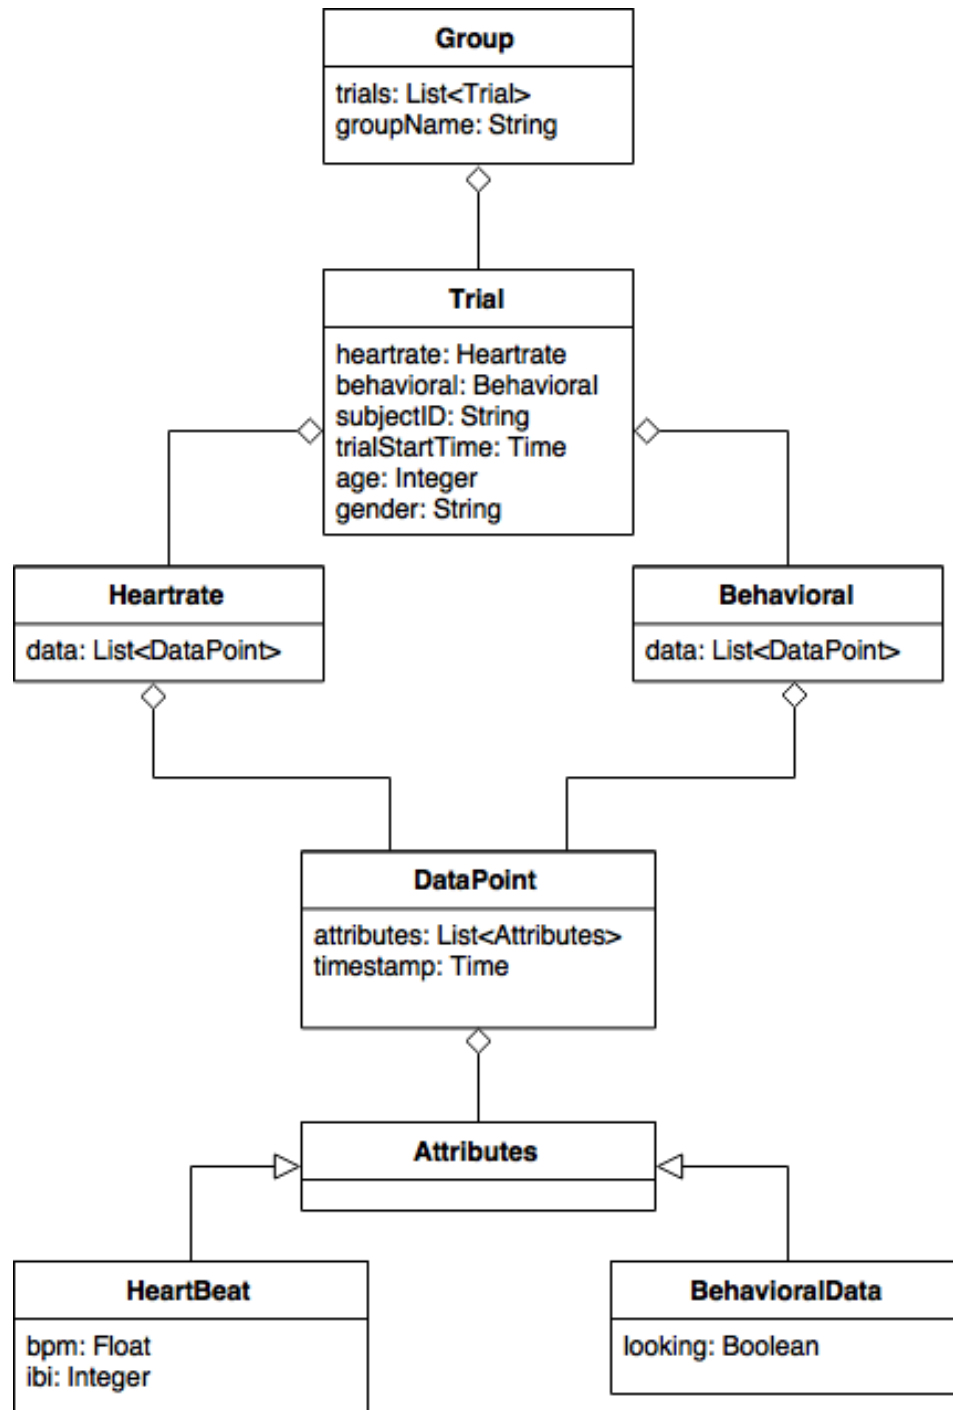 Group
trials: List<Trial>
groupName: String
Trial
heartrate: Heartrate
behavioral: Behavioral
subjectID: String
trialStartTime: Time
age: Integer
gender: String
Heartrate
data: List<DataPoint>
Behavioral
data: List<DataPoint>
DataPoint
attributes: List<Attributes>
timestamp: Time
Attributes
HeartBeat
bpm: Float
ibi: Integer
BehavioralData
looking: Boolean